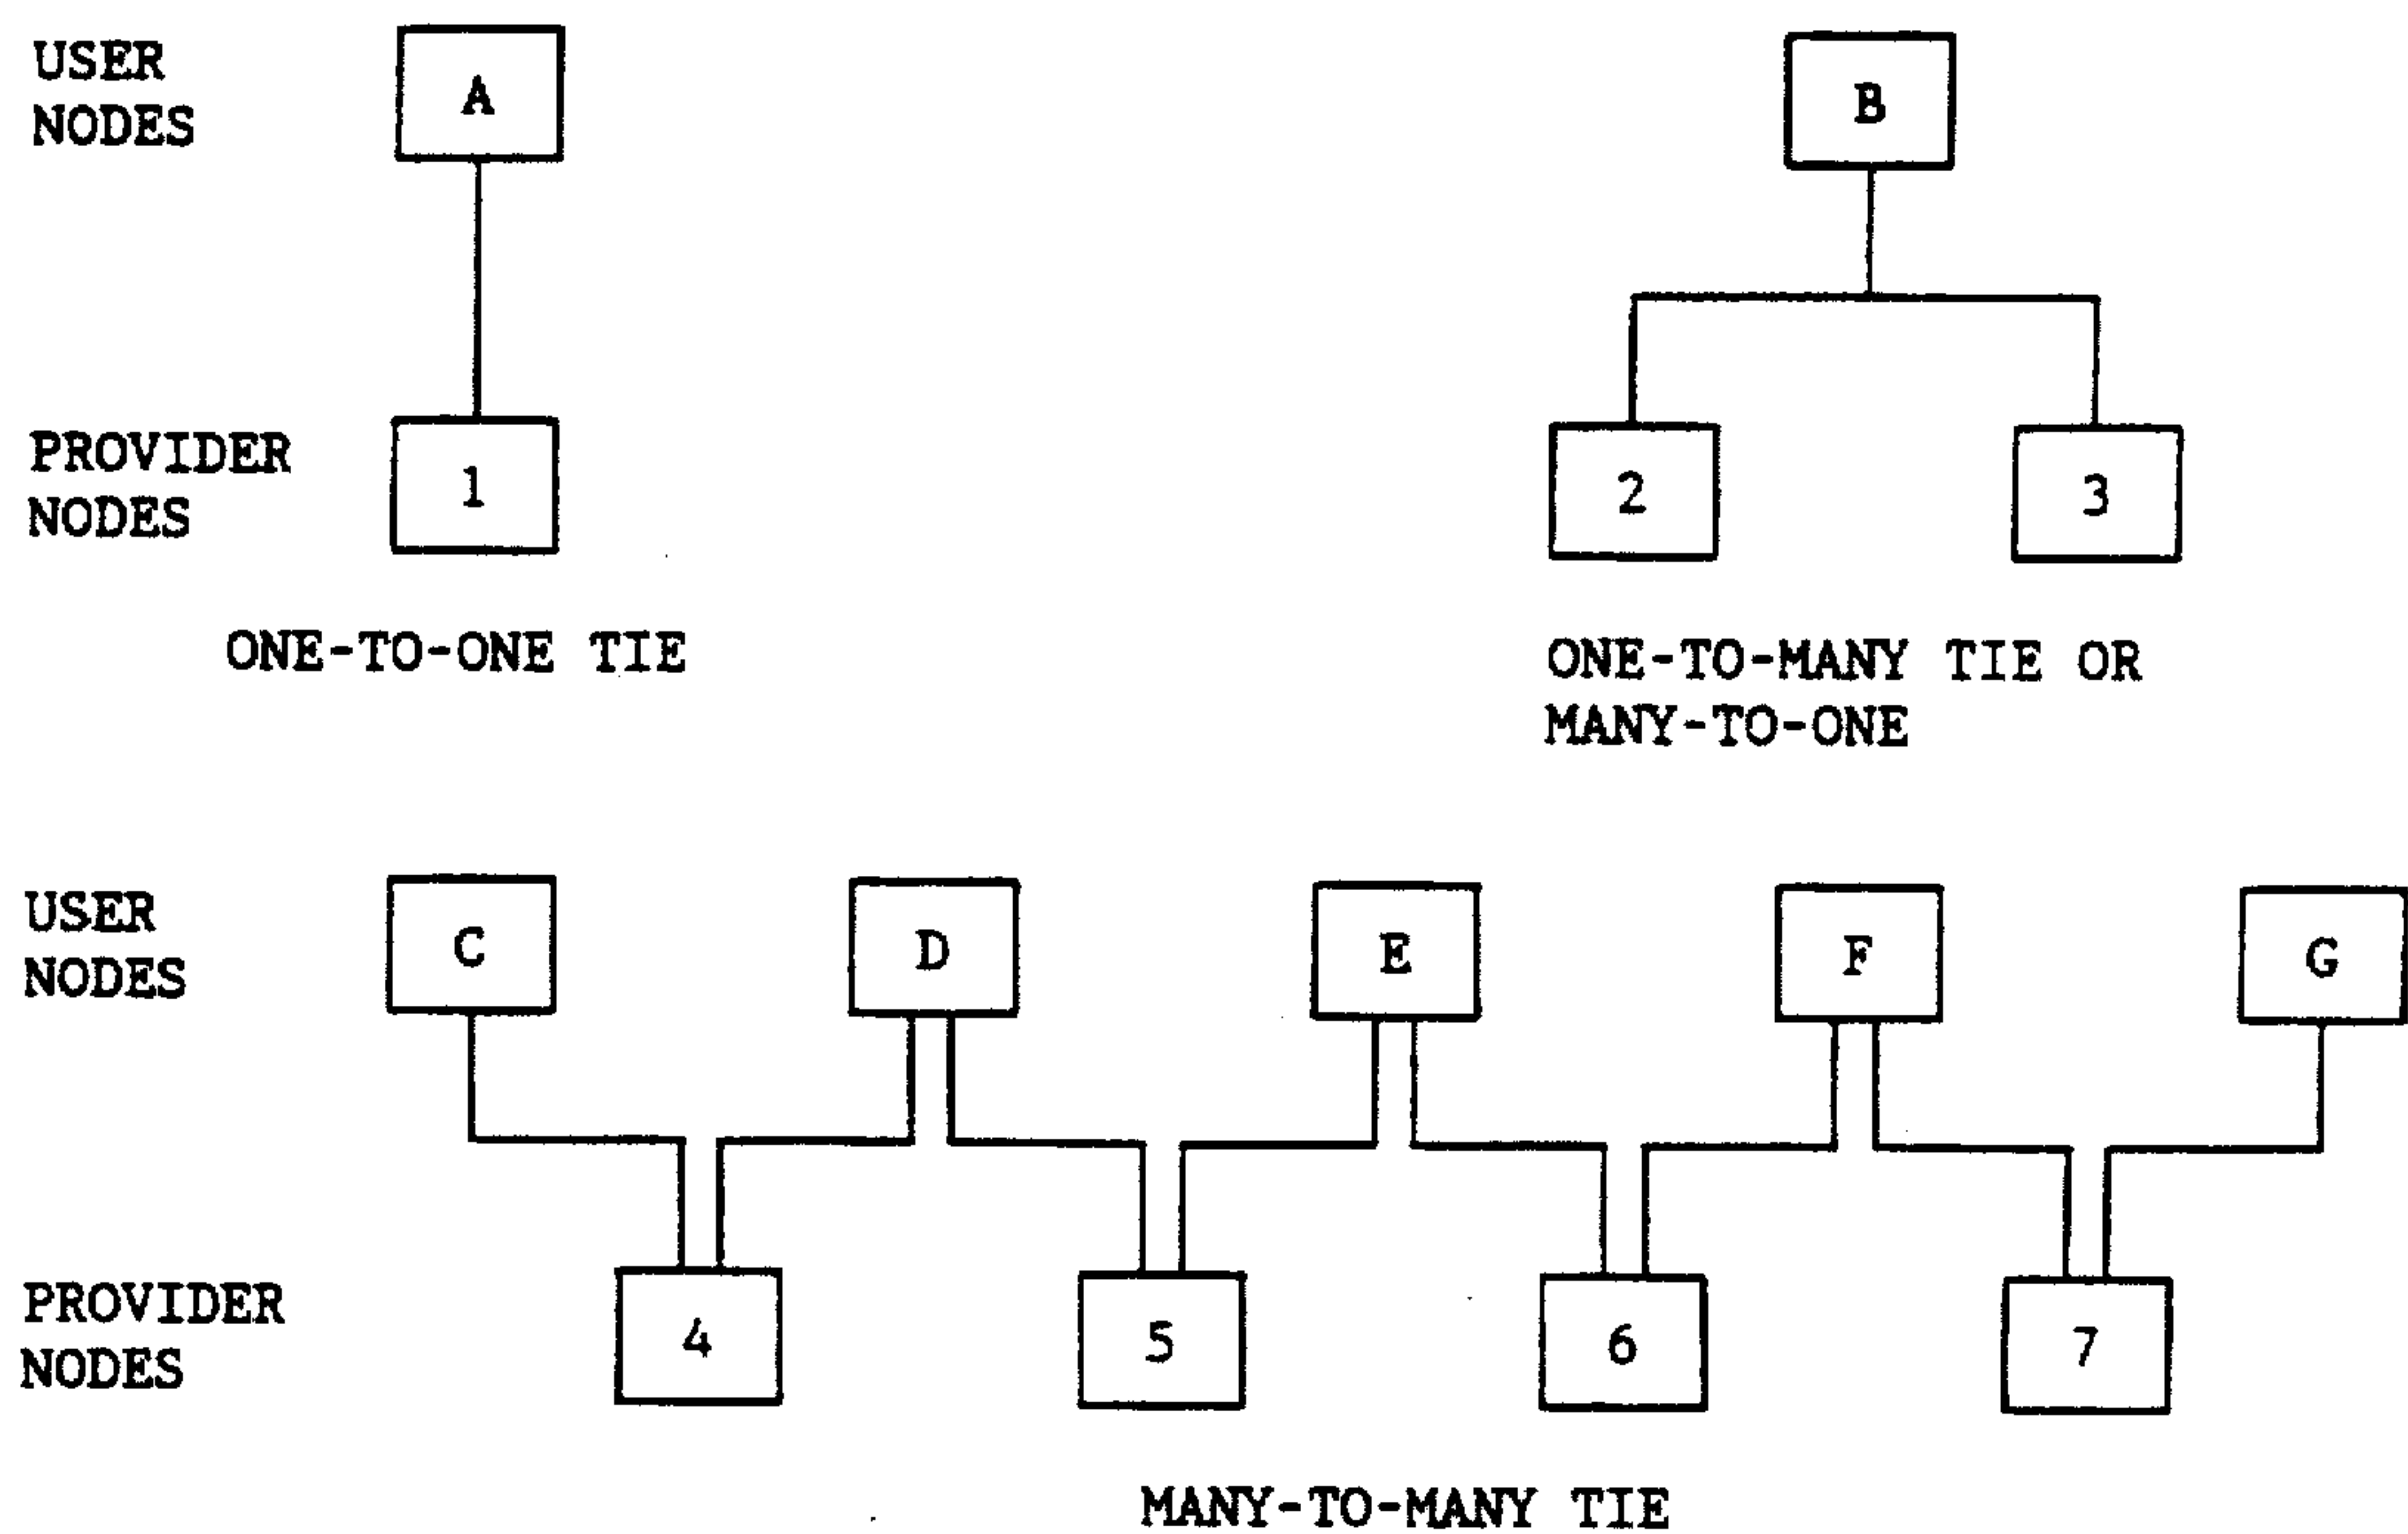 USER
NODES
A
B
PROVIDER
NODES
1
2
3
ONE-TO-ONE TIE
ONE-TO-MANY TIE OR
MANY-TO-ONE
USER
NODES
C
D
E
F
G
PROVIDER
NODES
4
5
6
7
MANY-TO-MANY TIE